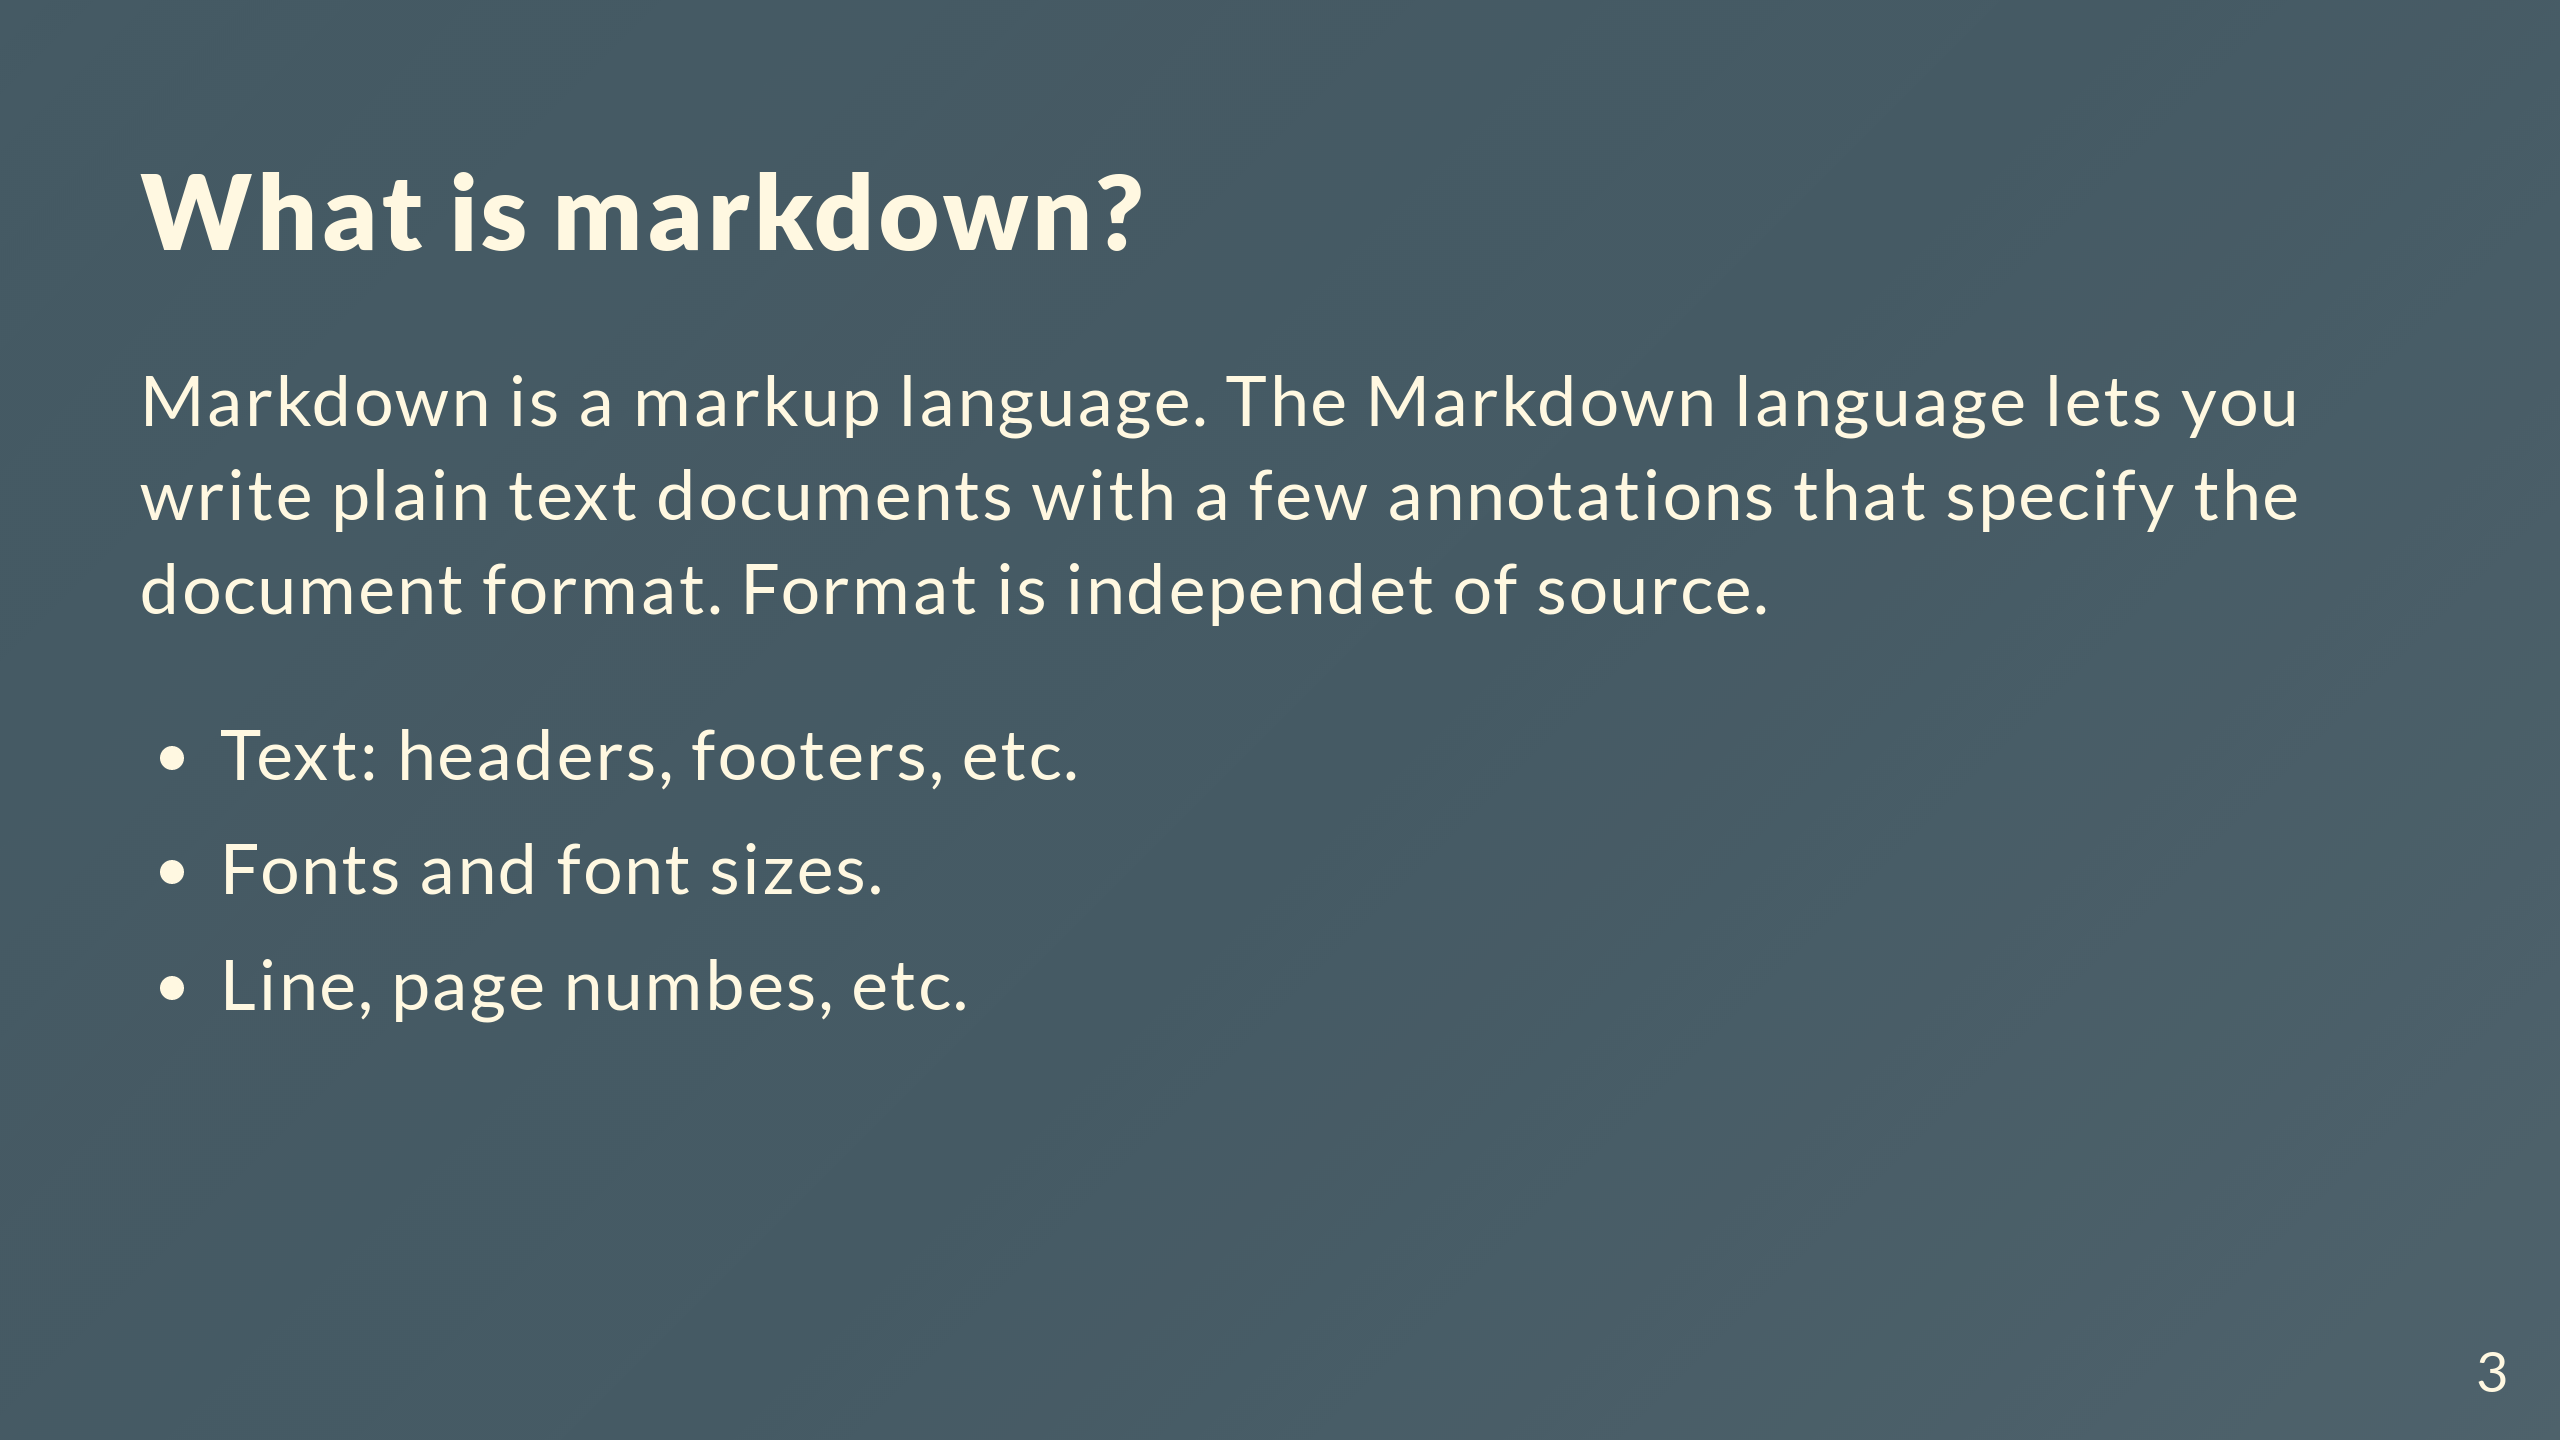 What is markdown?
Markdown is a markup language. The Markdown language lets you
write plain text documents with a few annotations that specify the
document format. Format is independet of source.
• Text: headers, footers, etc.
• Fonts and font sizes.
• Line, page numbes, etc.
3